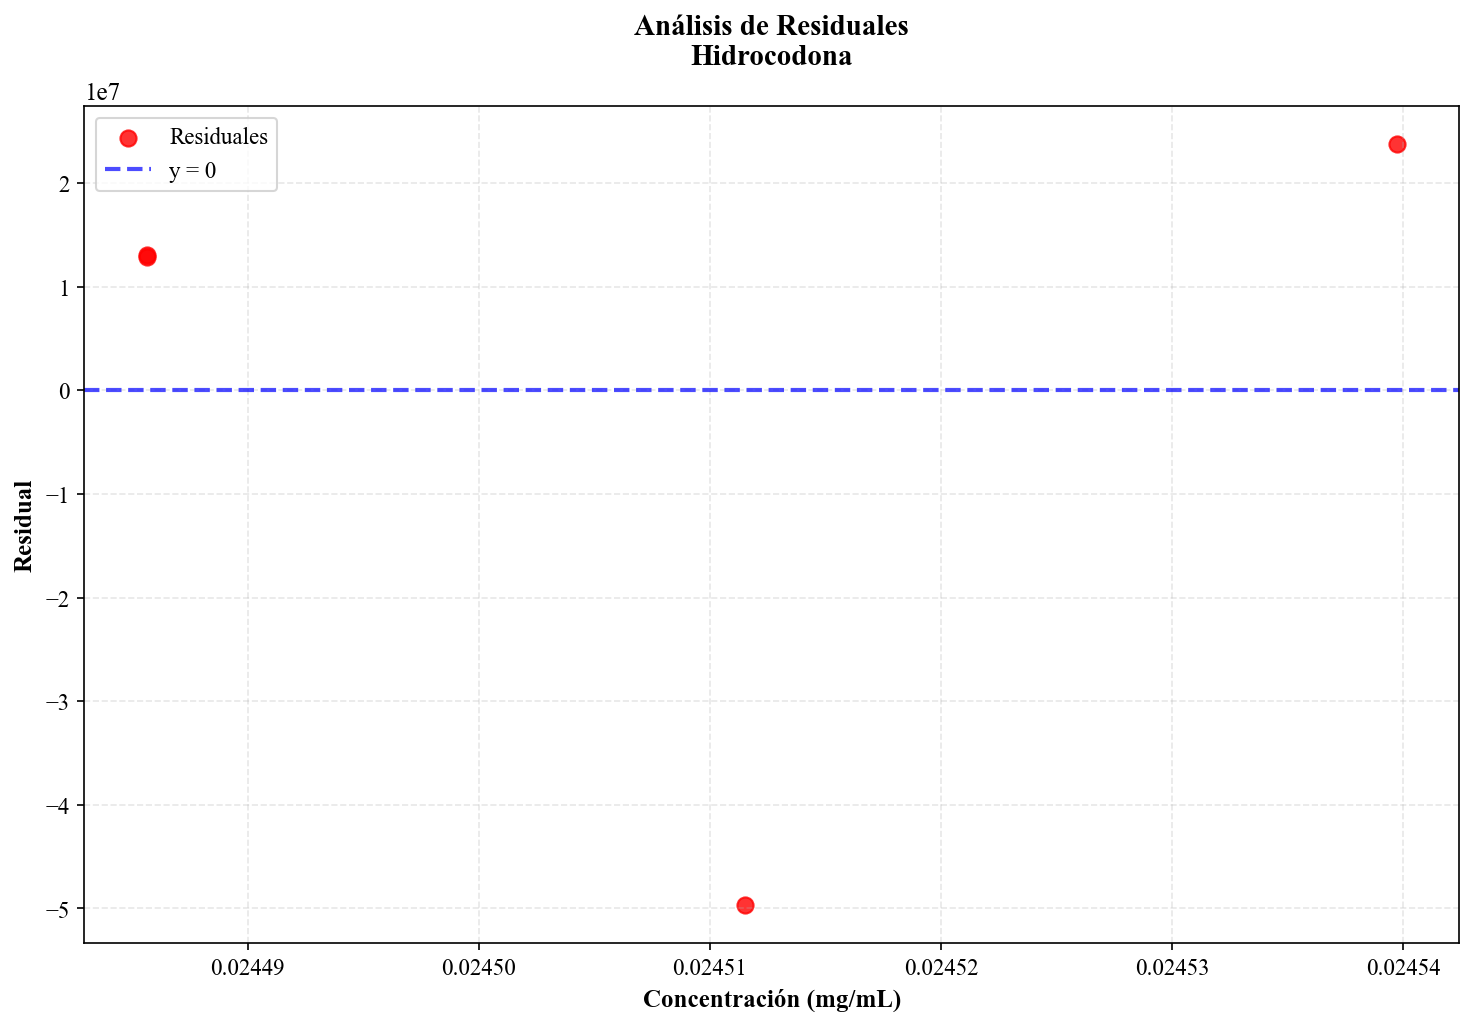 Análisis de Residuales
Hidrocodona
1e7
Residuales
y = 0
2
1
0
−1
−2
−3
−4
−5
Residual
0.02449 0.02450 0.02451 0.02452 0.02453 0.02454
Concentración (mg/mL)